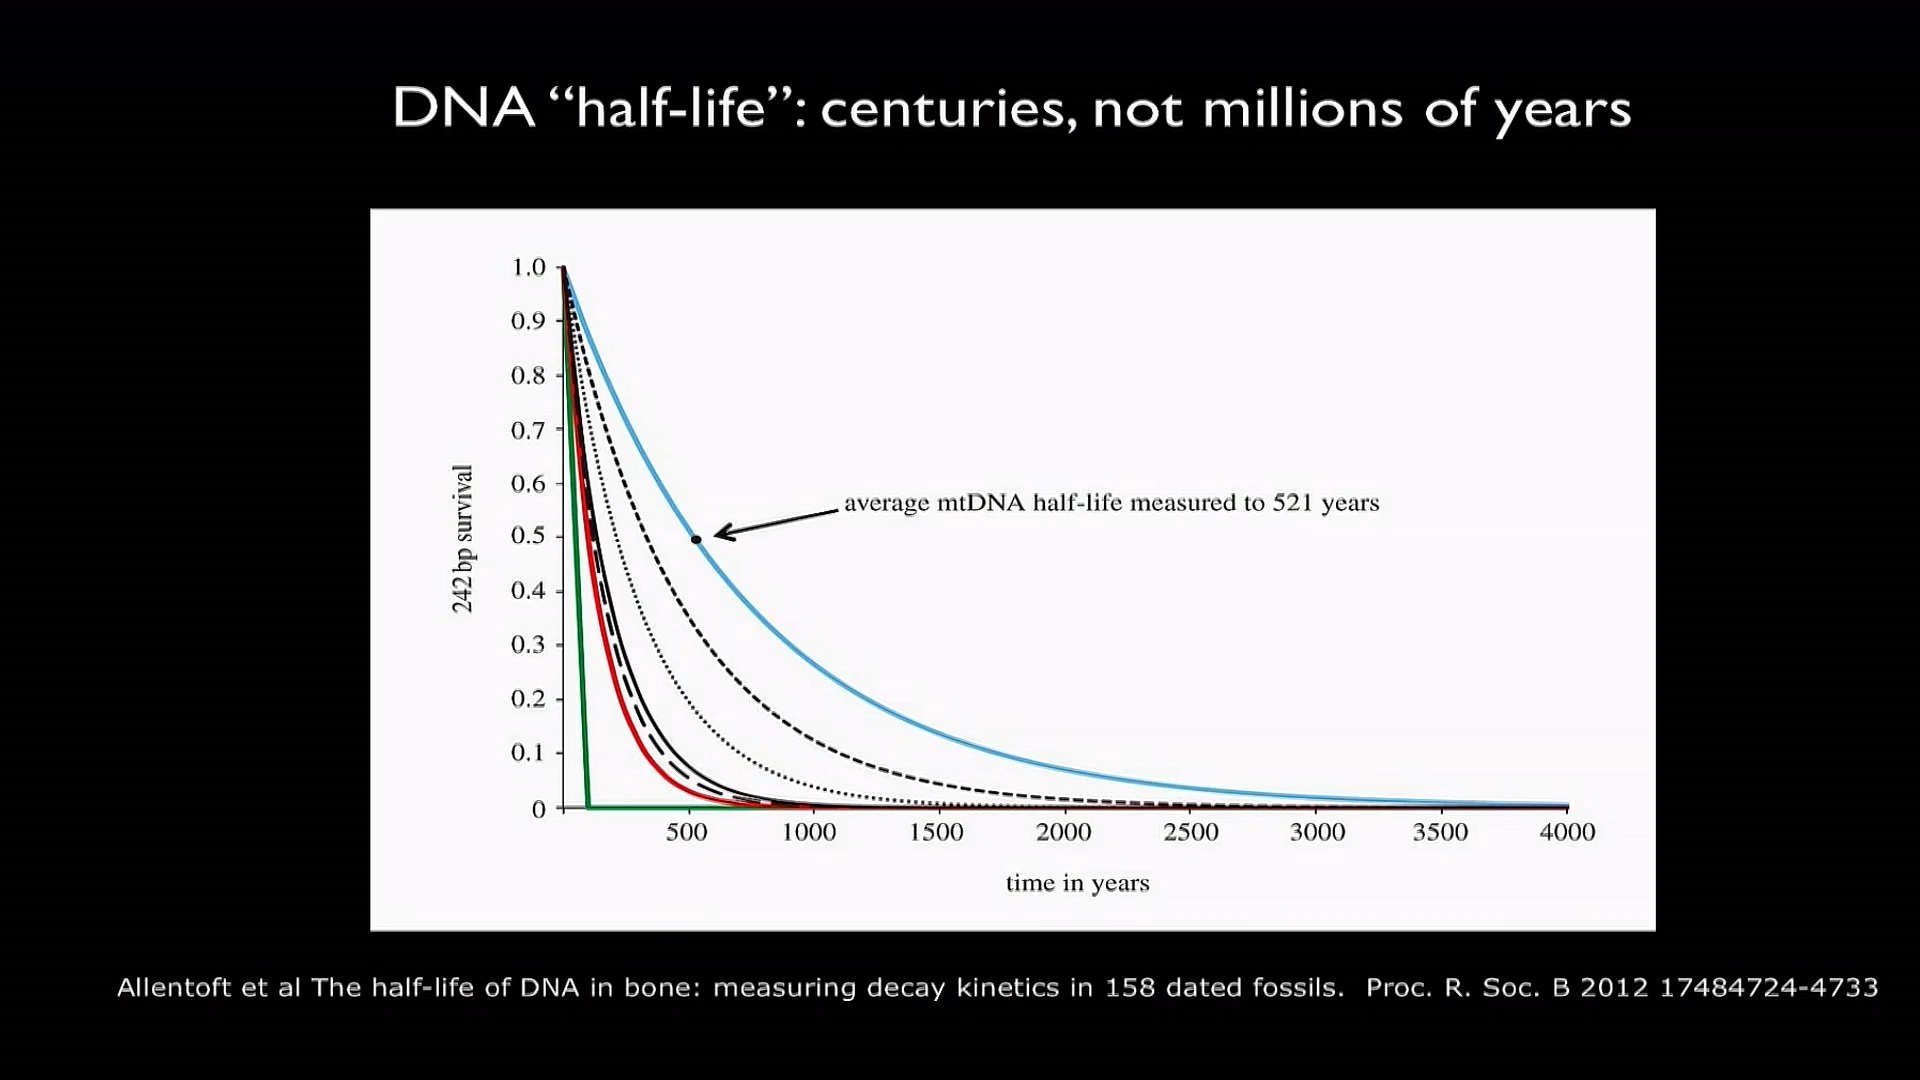 DNA “half-life”: centuries, not millions of years
1.0
0.9
0.8
0.7
0.6
0.5
0.4
0.3
0.2
0.1
0
242 bp survival
average mtDNA half-life measured to 521 years
500 1000 1500 2000 2500 3000 3500 4000
time in years
Allentoft et al The half-life of DNA in bone: measuring decay kinetics in 158 dated fossils.  Proc. R. Soc. B 2012 17484724-4733